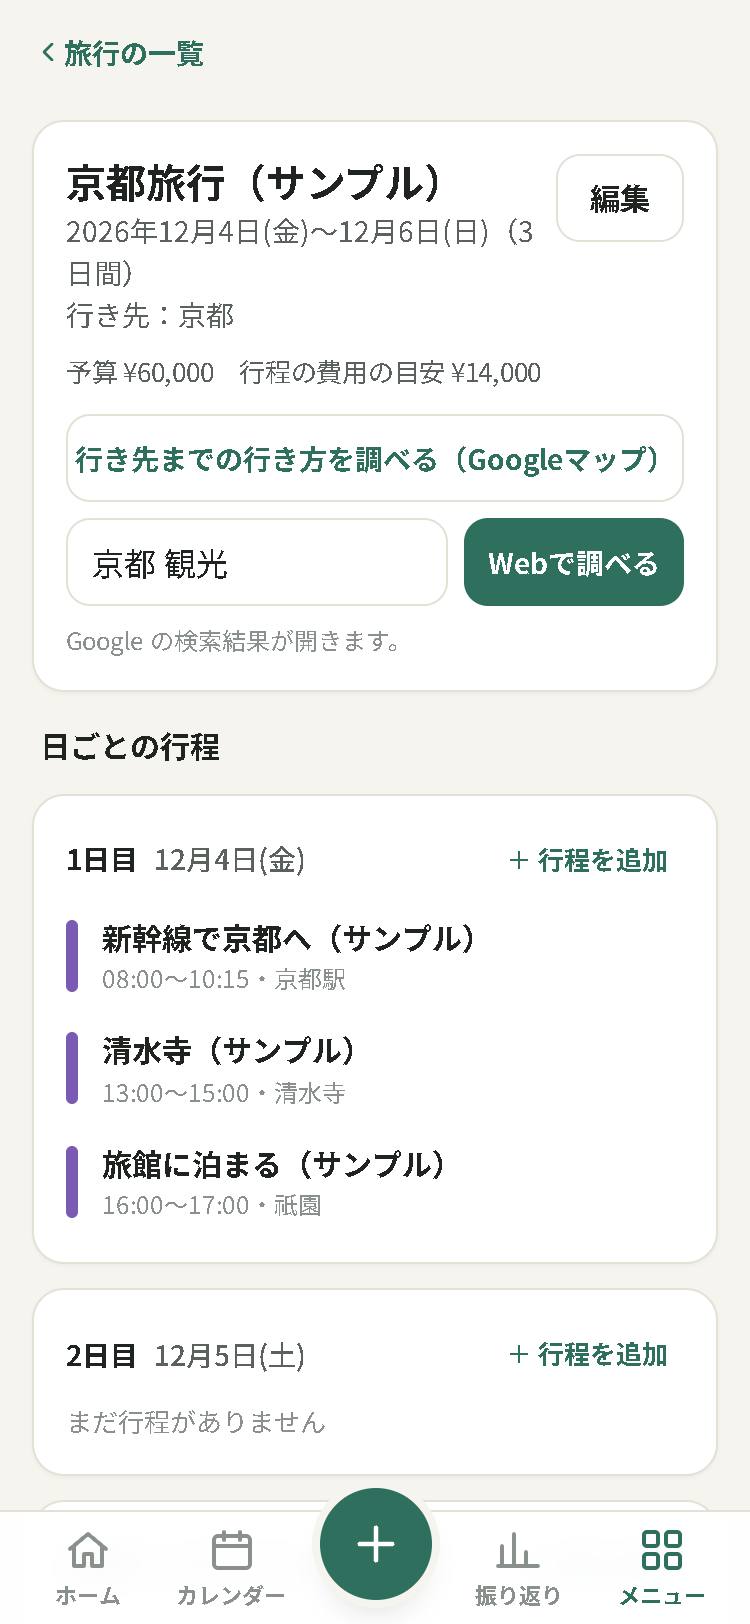 旅行の一覧
京都旅行（サンプル）
編集
2026年12月4日(金)〜12月6日(日)（3
日間）
行き先：京都
予算 ¥60,000　行程の費用の目安 ¥14,000
行き先までの行き方を調べる（Googleマップ）
京都 観光
Webで調べる
Google の検索結果が開きます。
日ごとの行程
1日目 12月4日(金)
＋ 行程を追加
新幹線で京都へ（サンプル）
08:00〜10:15・京都駅
清水寺（サンプル）
13:00〜15:00・清水寺
旅館に泊まる（サンプル）
16:00〜17:00・祇園
2日目 12月5日(土)
＋ 行程を追加
まだ行程がありません
ホーム
カレンダー
振り返り
メニュー